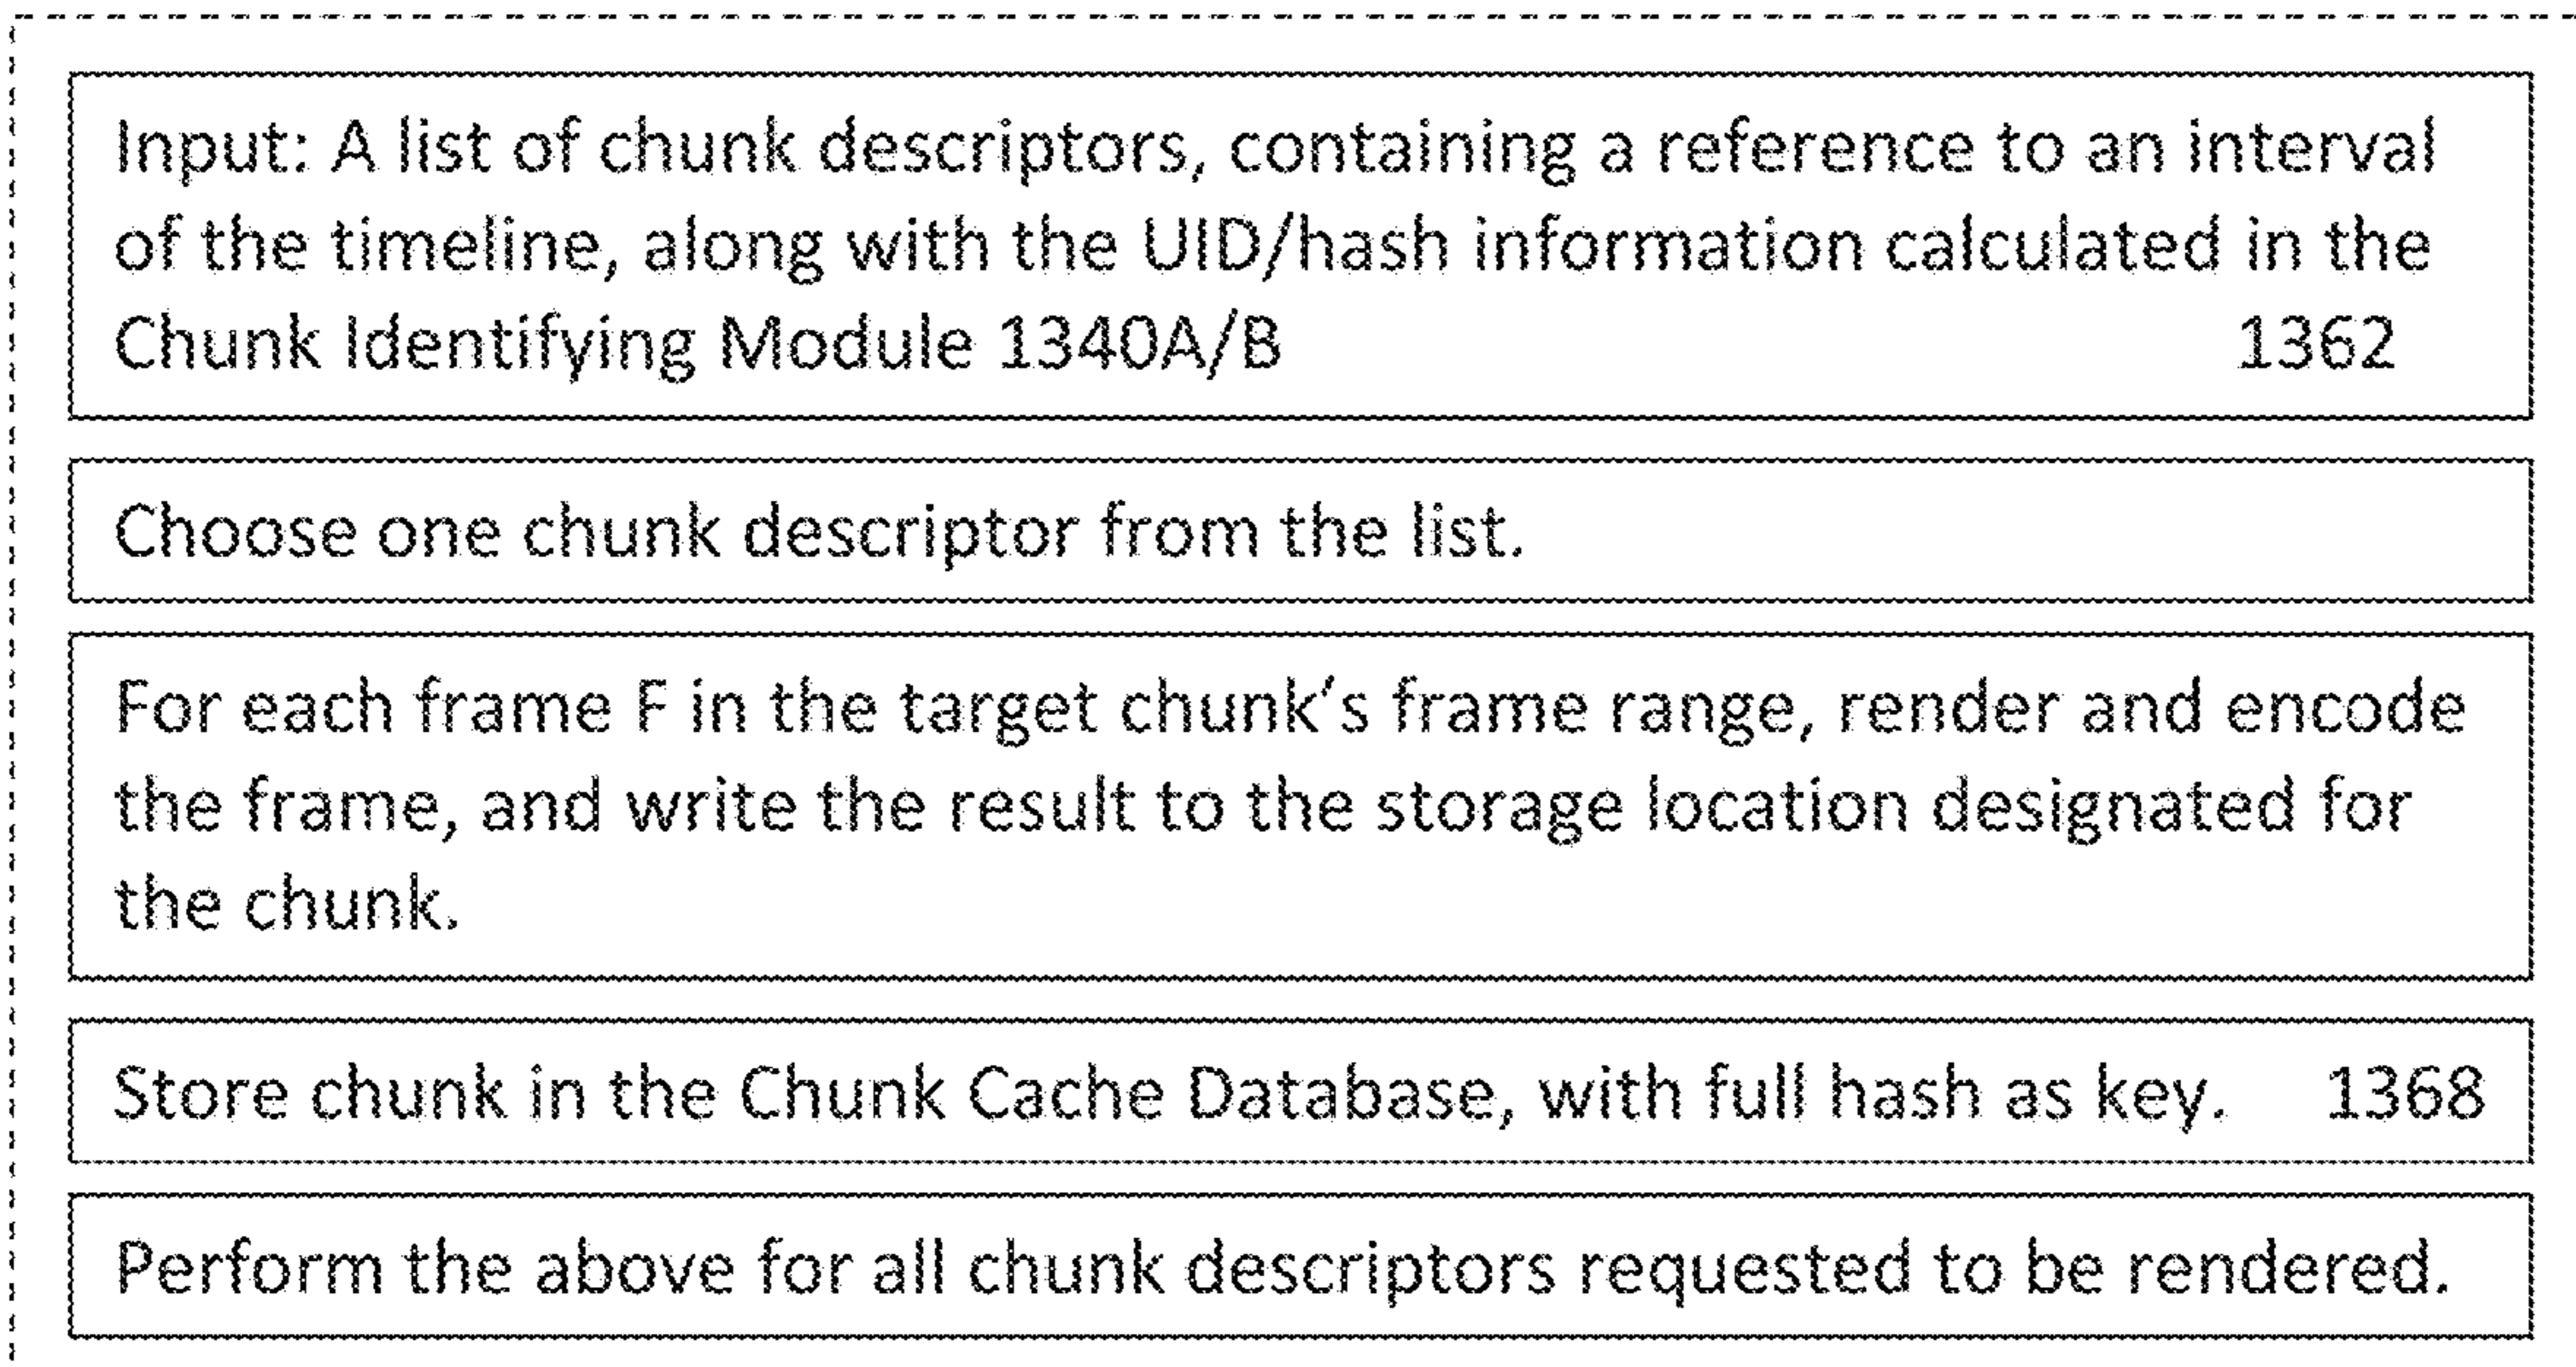 Input: A list of chunk descriptors, containing a reference to an interval
of the timeline, along with the UID/hash information calculated in the
Chunk Identifying Module 1340A/B 1362
Choose one chunk descriptor from the list.
For each frame F in the target chunk's frame range, render and encode
the frame, and write the result to the storage location designated for
the chunk.
Store chunk in the Chunk Cache Database, with full hash as key. 1368
Perform the above for all chunk descriptors requested to be rendered.